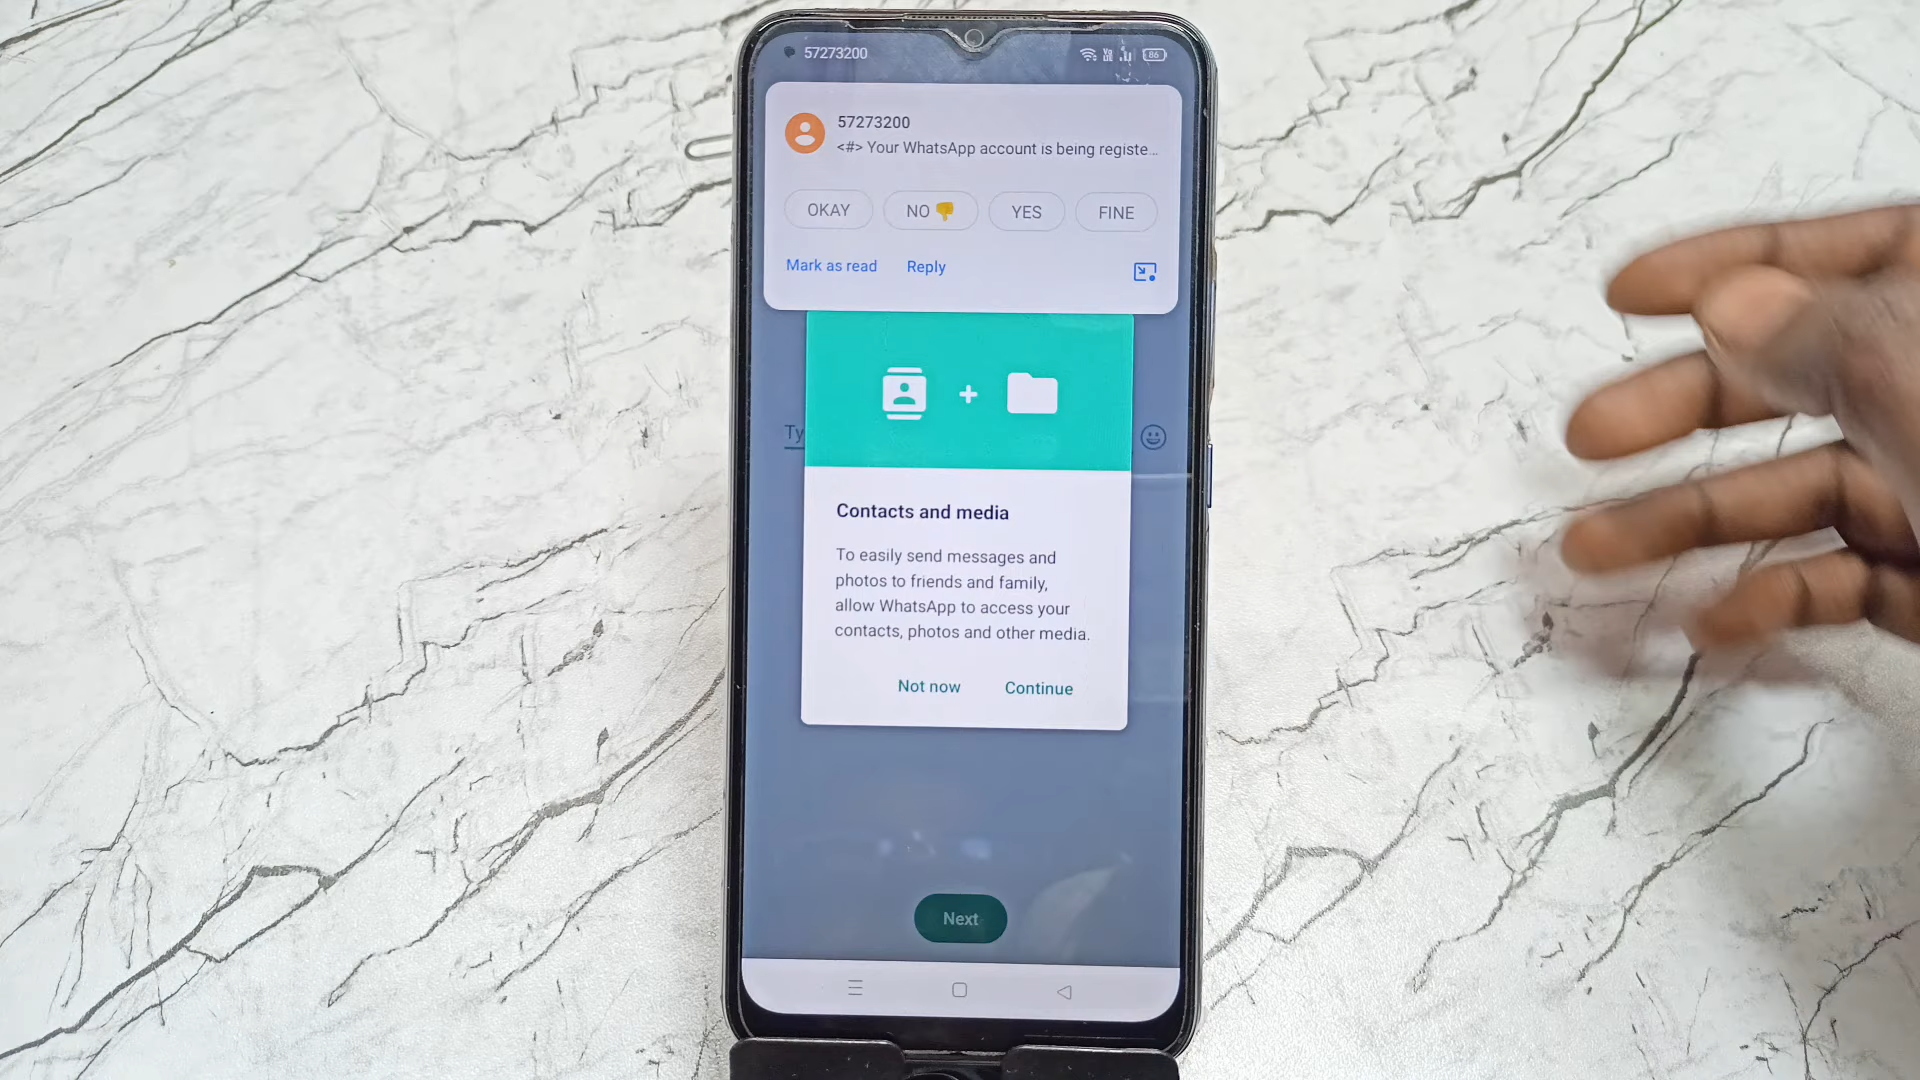 57273200
86
57273200
<#> Your WhatsApp account is being registe...
OKAY NO👎 YES FINE
Mark as read Reply
Ty
Contacts and media
To easily send messages and
photos to friends and family,
allow WhatsApp to access your
contacts, photos and other media.
Not now Continue
Next